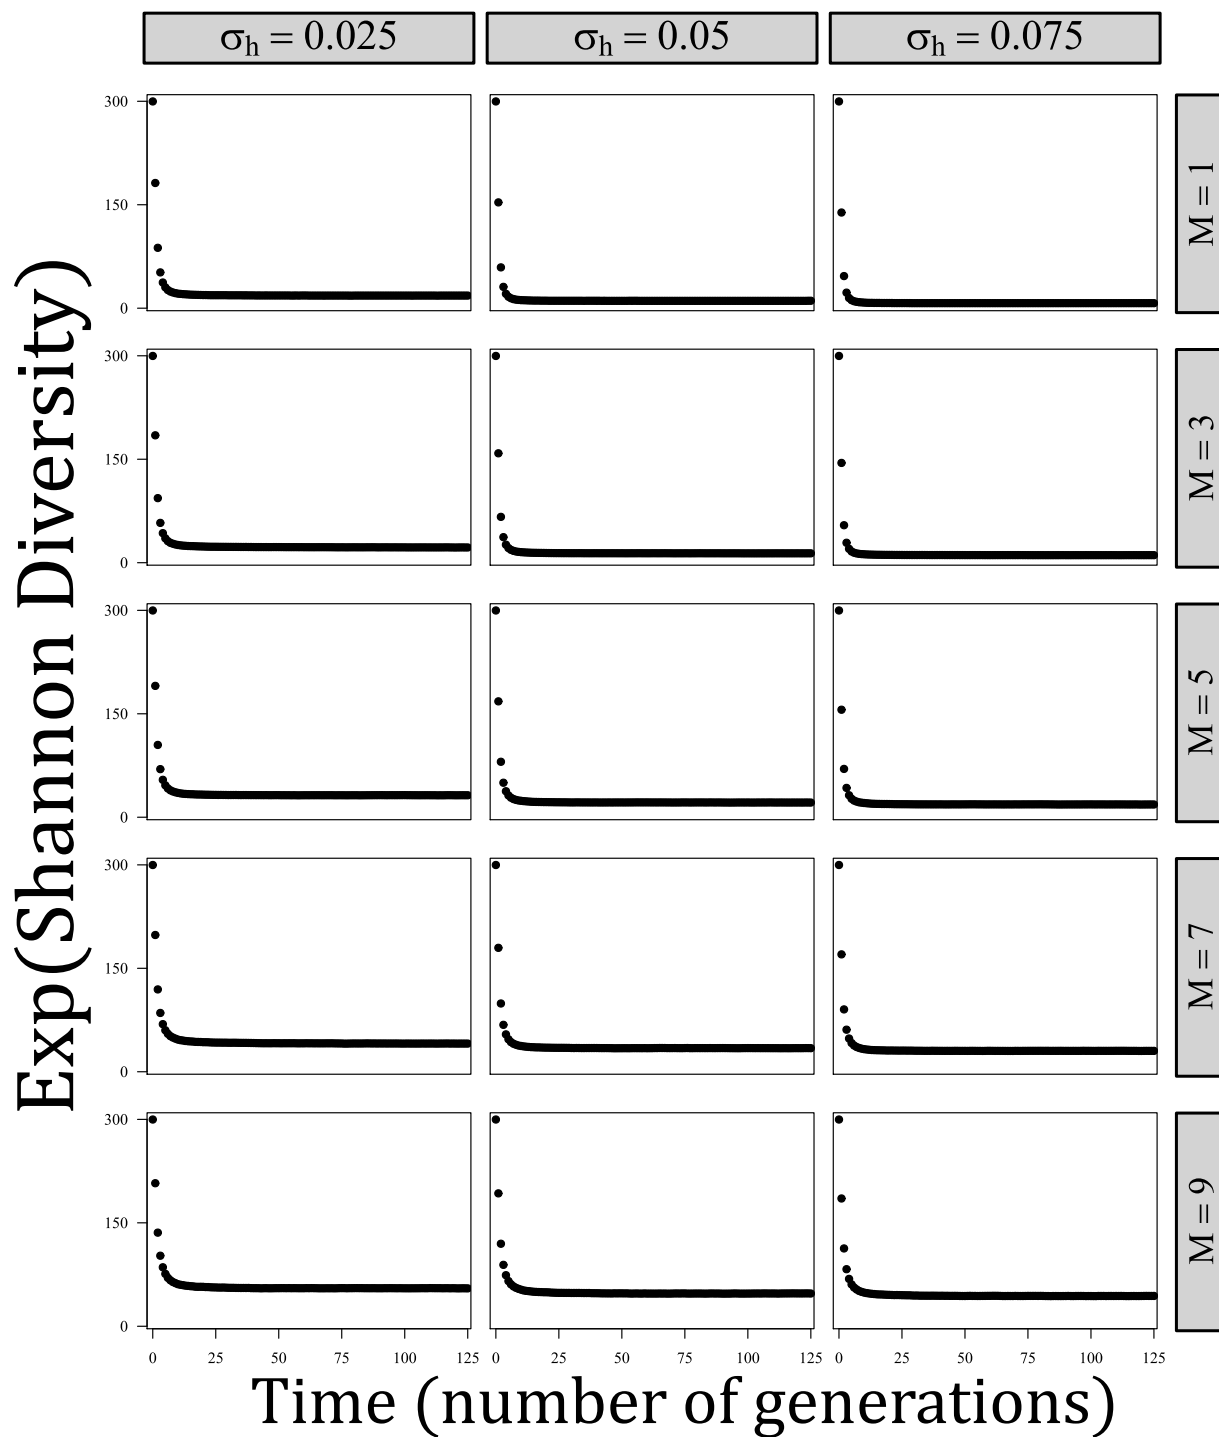 σh = 0.025
σh = 0.05
σh = 0.075
Exp(Shannon Diversity)
300
150
0
M = 1
300
150
0
M = 3
300
150
0
M = 5
300
150
0
M = 7
300
150
0
M = 9
0 25 50 75 100 125
0 25 50 75 100 125
0 25 50 75 100 125
Time (number of generations)